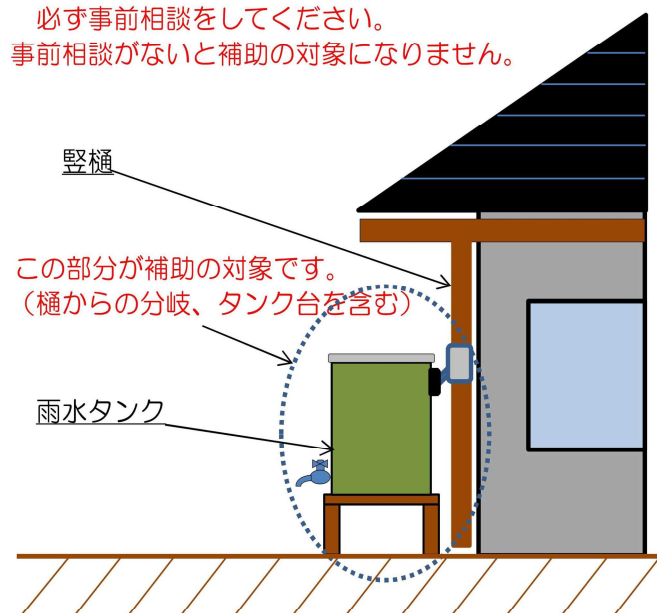 必ず事前相談をしてください。
事前相談がないと補助の対象になりません。
竪樋
この部分が補助の対象です。
（樋からの分岐、タンク台を含む）
雨水タンク